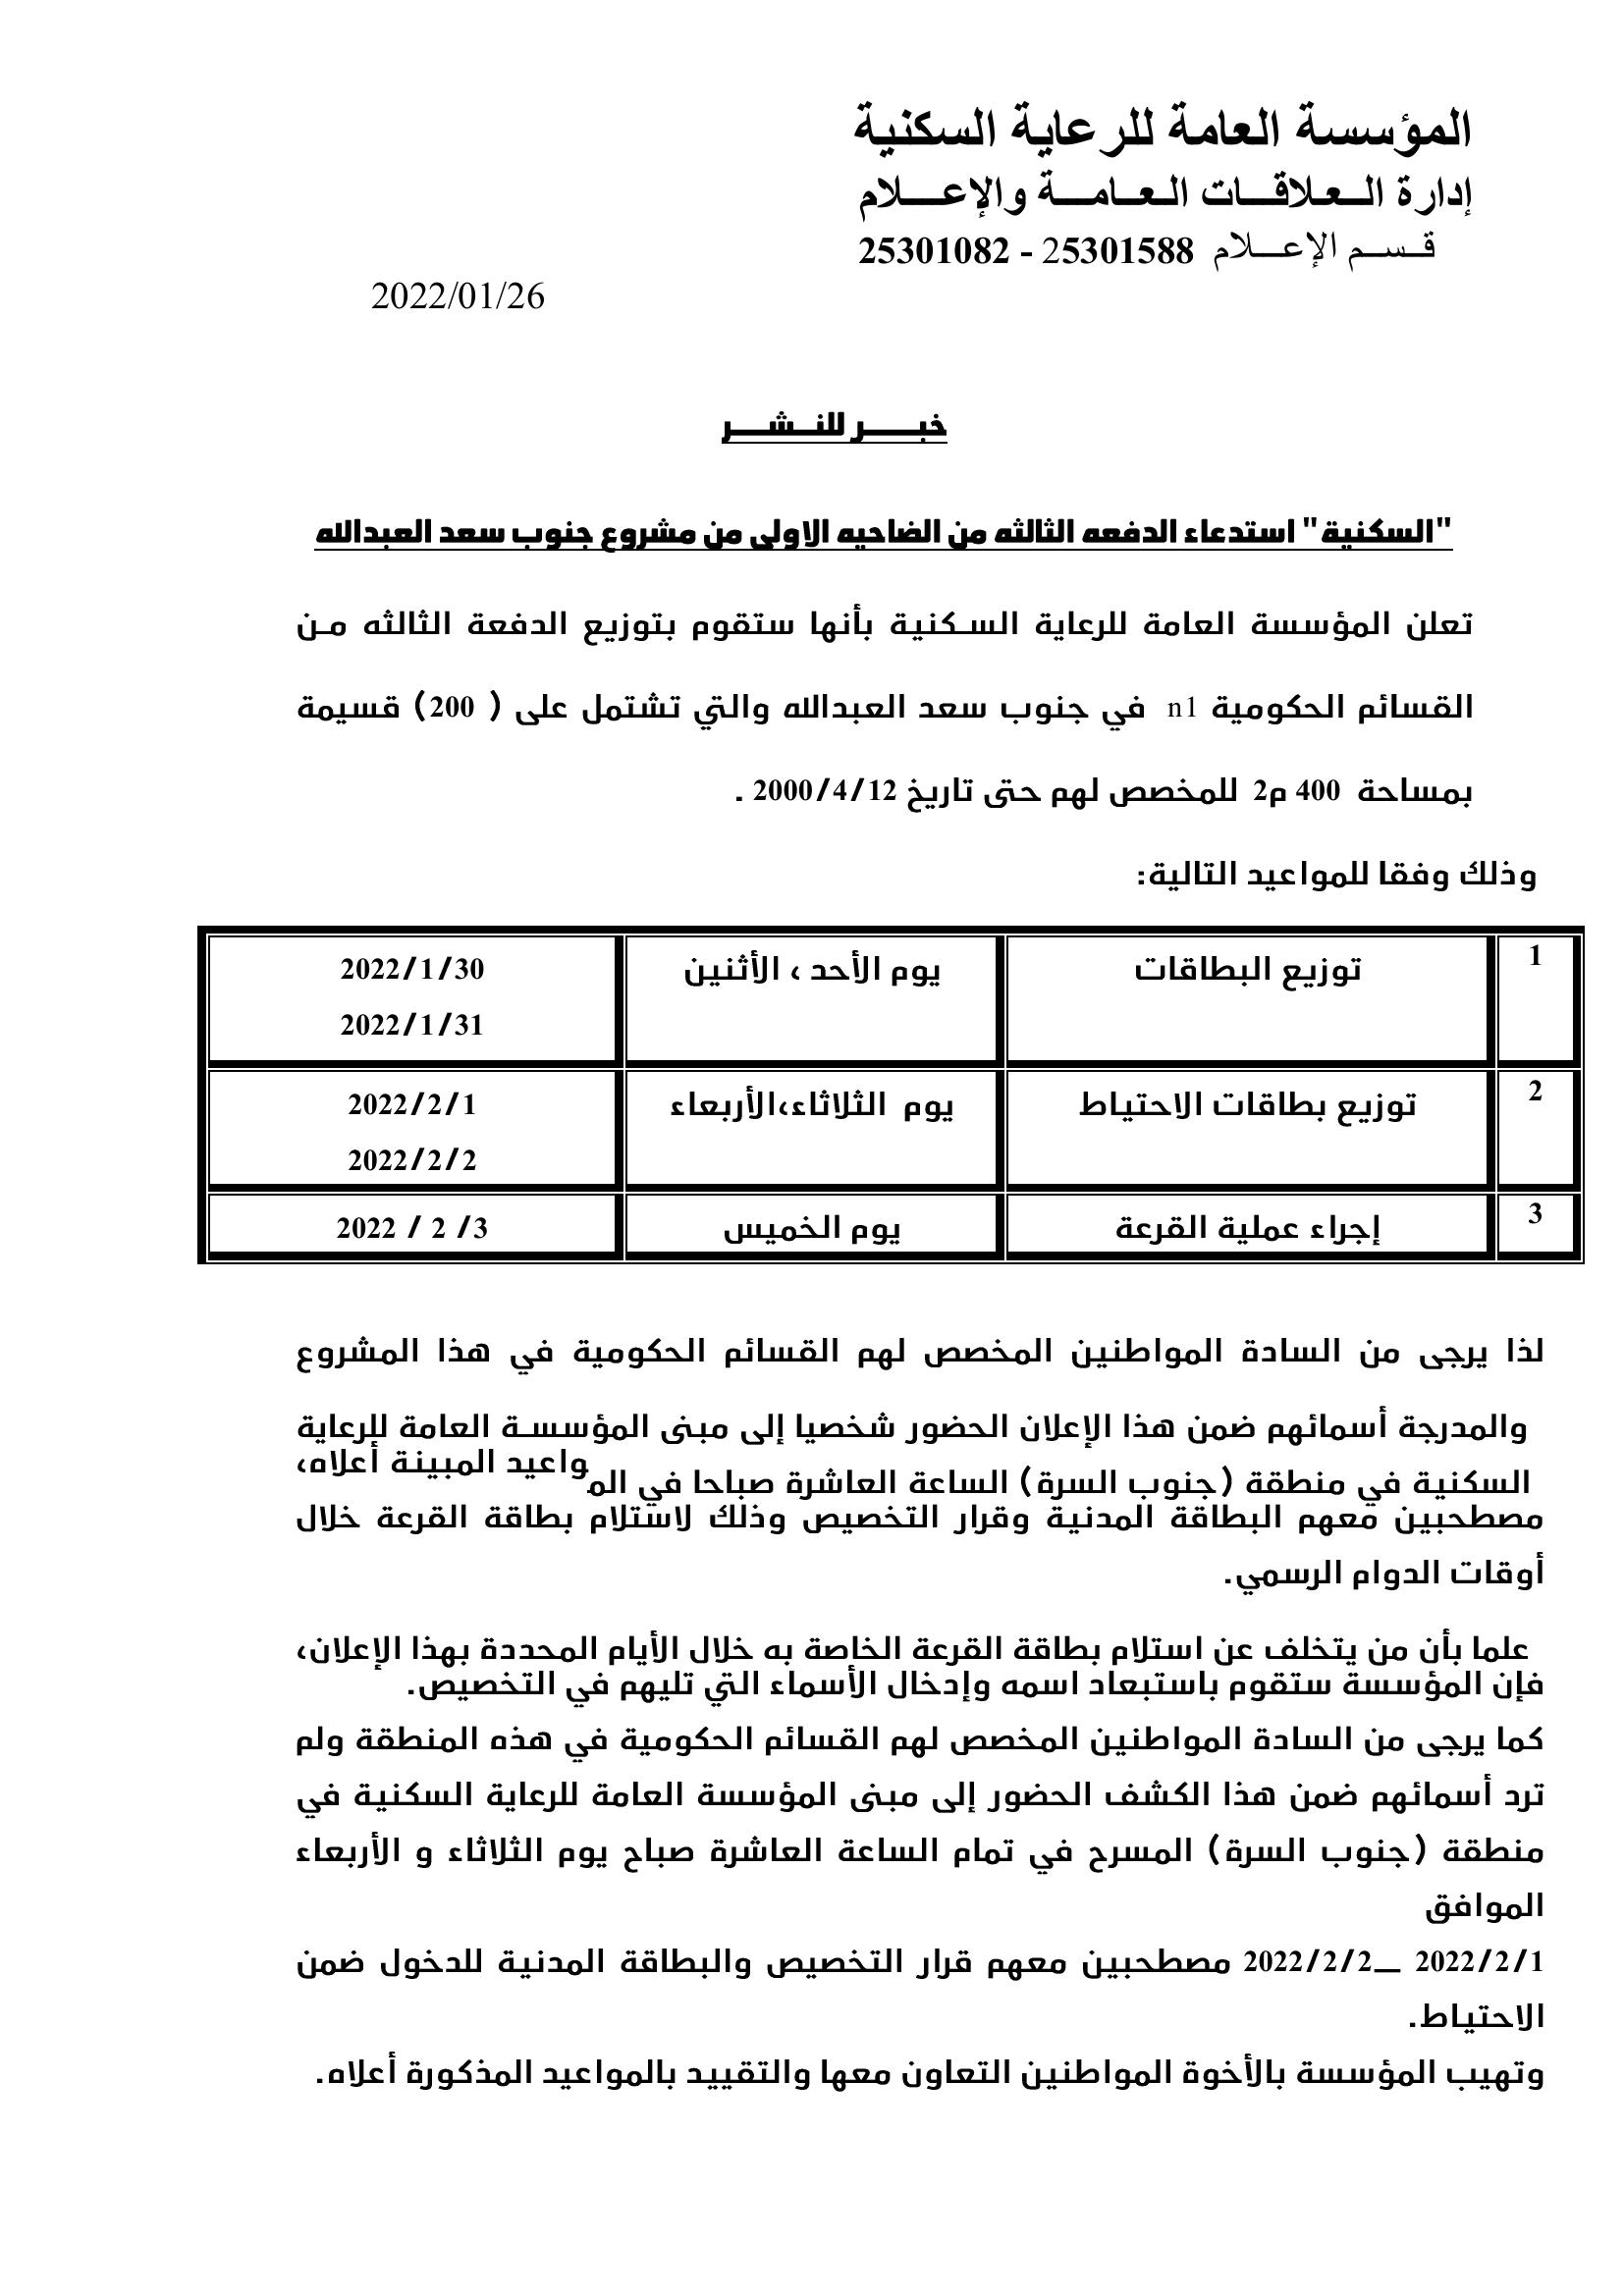 المؤسسة العامة للرعاية السكنية
إدارة العلاقات العامة والإعلام
قسم الإعلام 25301588 - 25301082
2022/01/26
خبر للنشر
"السكنية" استدعاء الدفعه الثالثه من الضاحيه الاولى من مشروع جنوب سعد العبدالله
تعلن المؤسسة العامة للرعاية السكنية بأنها ستقوم بتوزيع الدفعة الثالثه من
القسائم الحكومية n1 في جنوب سعد العبدالله والتي تشتمل على ( 200) قسيمة
بمساحة 400 م2 للمخصص لهم حتى تاريخ 2000/4/12 .
وذلك وفقا للمواعيد التالية:
1 توزيع البطاقات يوم الأحد ، الأثنين 2022/1/30
2022/1/31
2 توزيع بطاقات الاحتياط يوم الثلاثاء،الأربعاء 2022/2/1
2022/2/2
3 إجراء عملية القرعة يوم الخميس 3/ 2 / 2022
لذا يرجى من السادة المواطنين المخصص لهم القسائم الحكومية في هذا المشروع
والمدرجة أسمائهم ضمن هذا الإعلان الحضور شخصيا إلى مبنى المؤسسة العامة للرعاية
السكنية في منطقة (جنوب السرة) الساعة العاشرة صباحا في المواعيد المبينة أعلاه،
مصطحبين معهم البطاقة المدنية وقرار التخصيص وذلك لاستلام بطاقة القرعة خلال
أوقات الدوام الرسمي.
علما بأن من يتخلف عن استلام بطاقة القرعة الخاصة به خلال الأيام المحددة بهذا الإعلان،
فإن المؤسسة ستقوم باستبعاد اسمه وإدخال الأسماء التي تليهم في التخصيص.
كما يرجى من السادة المواطنين المخصص لهم القسائم الحكومية في هذه المنطقة ولم
ترد أسمائهم ضمن هذا الكشف الحضور إلى مبنى المؤسسة العامة للرعاية السكنية في
منطقة (جنوب السرة) المسرح في تمام الساعة العاشرة صباح يوم الثلاثاء و الأربعاء
الموافق
2022/2/1 ــ2022/2/2 مصطحبين معهم قرار التخصيص والبطاقة المدنية للدخول ضمن
الاحتياط.
وتهيب المؤسسة بالأخوة المواطنين التعاون معها والتقييد بالمواعيد المذكورة أعلاه.